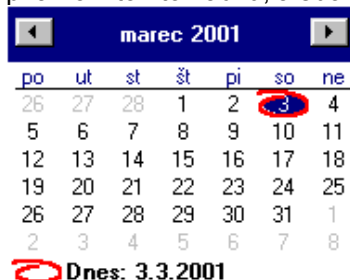 marec 2001
po ut st št pi so ne
26 27 28 1 2 3 4
5 6 7 8 9 10 11
12 13 14 15 16 17 18
19 20 21 22 23 24 25
26 27 28 29 30 31 1
2 3 4 5 6 7 8
Dnes: 3.3.2001